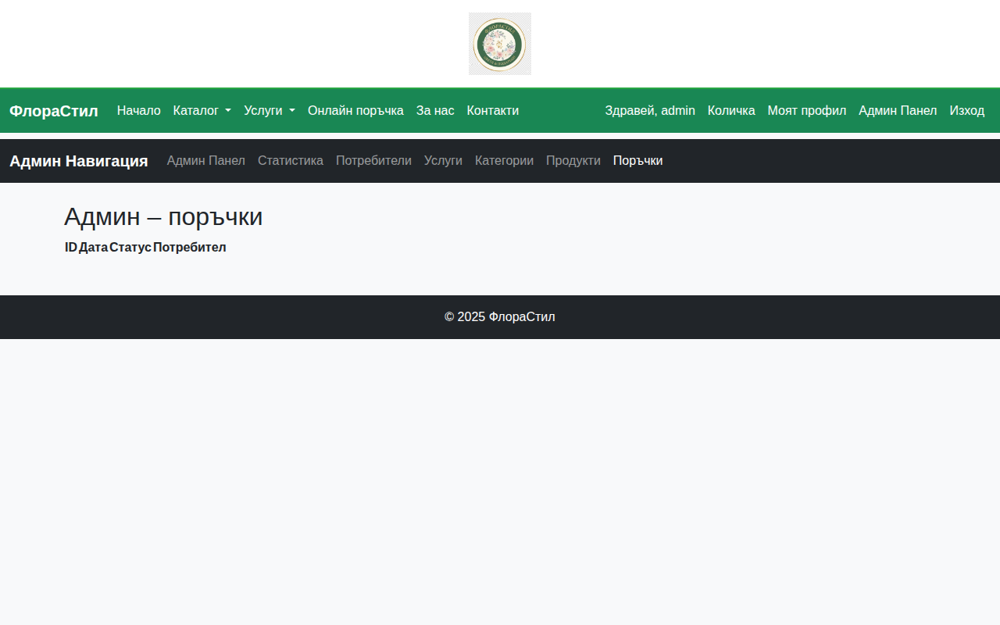 ФЛОРАСТИЛ
ФлораСтил Начало Каталог Услуги Онлайн поръчка За нас Контакти Здравей, admin Количка Моят профил Админ Панел Изход
Админ Навигация Админ Панел Статистика Потребители Услуги Категории Продукти Поръчки
Админ – поръчки
ID Дата Статус Потребител
© 2025 ФлораСтил